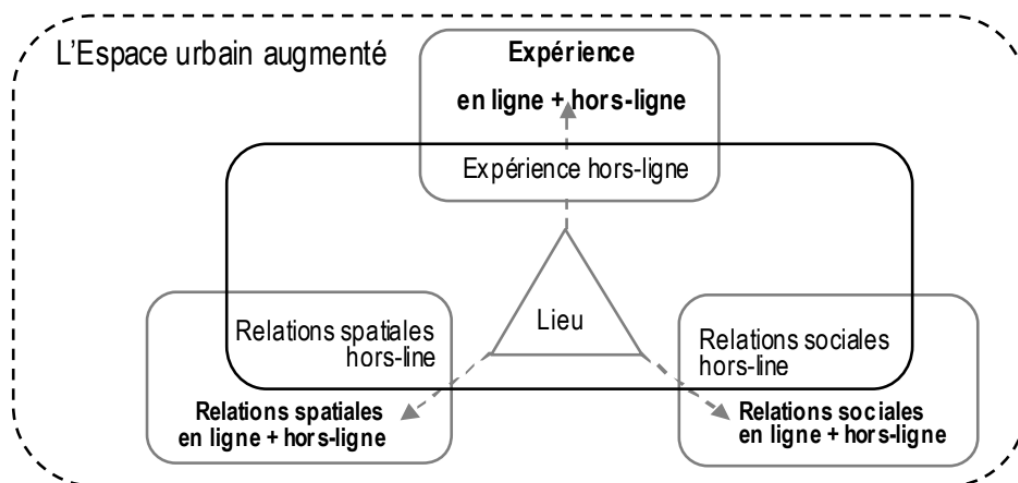 L'Espace urbain augmenté
Expérience
en ligne + hors-ligne
Expérience hors-ligne
Lieu
Relations spatiales
hors-line
Relations sociales
hors-line
Relations spatiales
en ligne + hors-ligne
Relations sociales
en ligne + hors-ligne